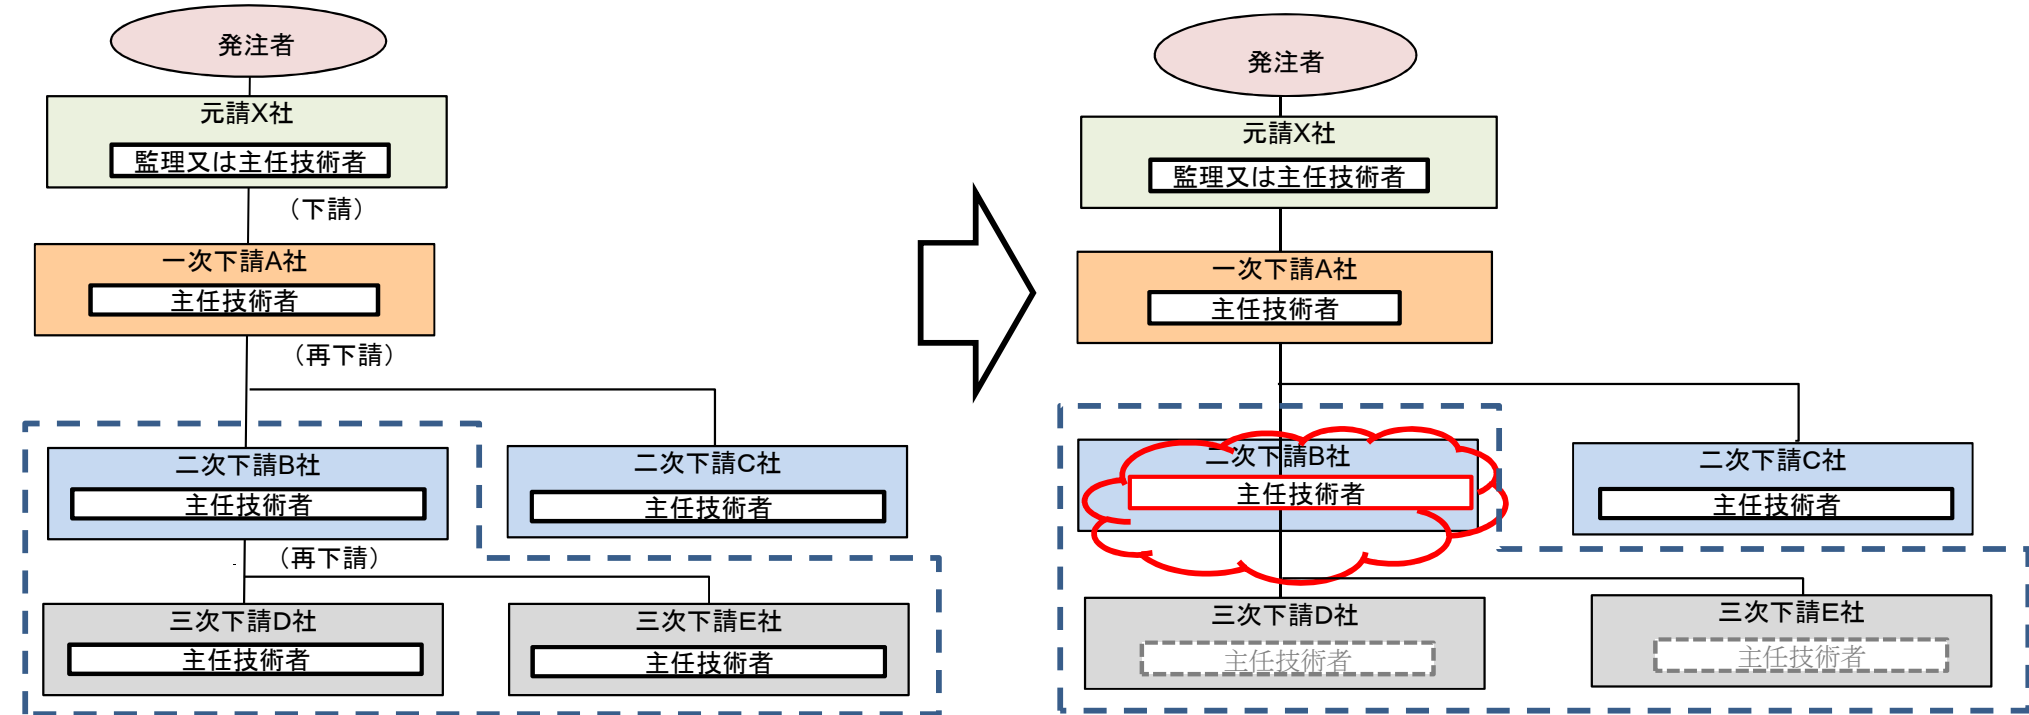 発注者
元請X社
監理又は主任技術者
（下請）
一次下請A社
主任技術者
（再下請）
二次下請B社
主任技術者
二次下請C社
主任技術者
（再下請）
三次下請D社
主任技術者
三次下請E社
主任技術者
発注者
元請X社
監理又は主任技術者
一次下請A社
主任技術者
二次下請B社
主任技術者
二次下請C社
主任技術者
三次下請D社
主任技術者
三次下請E社
主任技術者